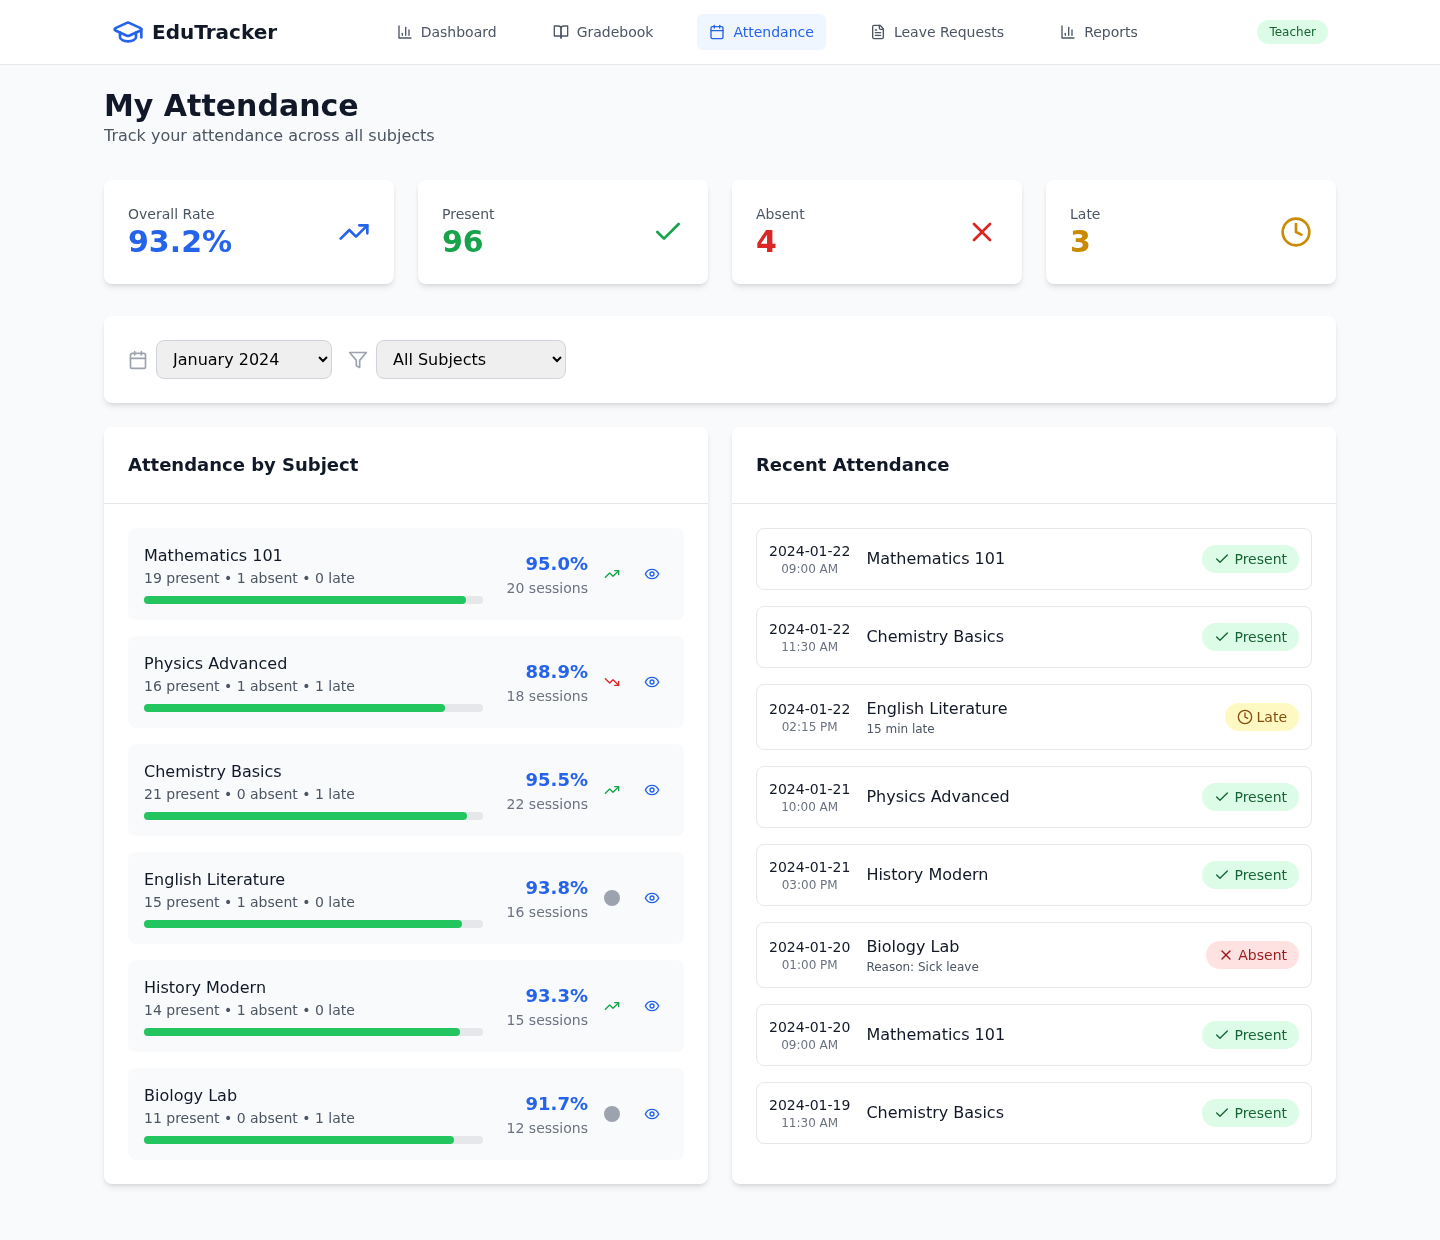 EduTracker
Dashboard
Gradebook
Attendance
Leave Requests
Reports
Teacher
My Attendance
Track your attendance across all subjects
Overall Rate
93.2%
Present
96
Absent
4
Late
3
January 2024
All Subjects
Attendance by Subject
Mathematics 101
19 present • 1 absent • 0 late
95.0%
20 sessions
Physics Advanced
16 present • 1 absent • 1 late
88.9%
18 sessions
Chemistry Basics
21 present • 0 absent • 1 late
95.5%
22 sessions
English Literature
15 present • 1 absent • 0 late
93.8%
16 sessions
History Modern
14 present • 1 absent • 0 late
93.3%
15 sessions
Biology Lab
11 present • 0 absent • 1 late
91.7%
12 sessions
Recent Attendance
2024-01-22
09:00 AM
Mathematics 101
Present
2024-01-22
11:30 AM
Chemistry Basics
Present
2024-01-22
02:15 PM
English Literature
15 min late
Late
2024-01-21
10:00 AM
Physics Advanced
Present
2024-01-21
03:00 PM
History Modern
Present
2024-01-20
01:00 PM
Biology Lab
Reason: Sick leave
Absent
2024-01-20
09:00 AM
Mathematics 101
Present
2024-01-19
11:30 AM
Chemistry Basics
Present